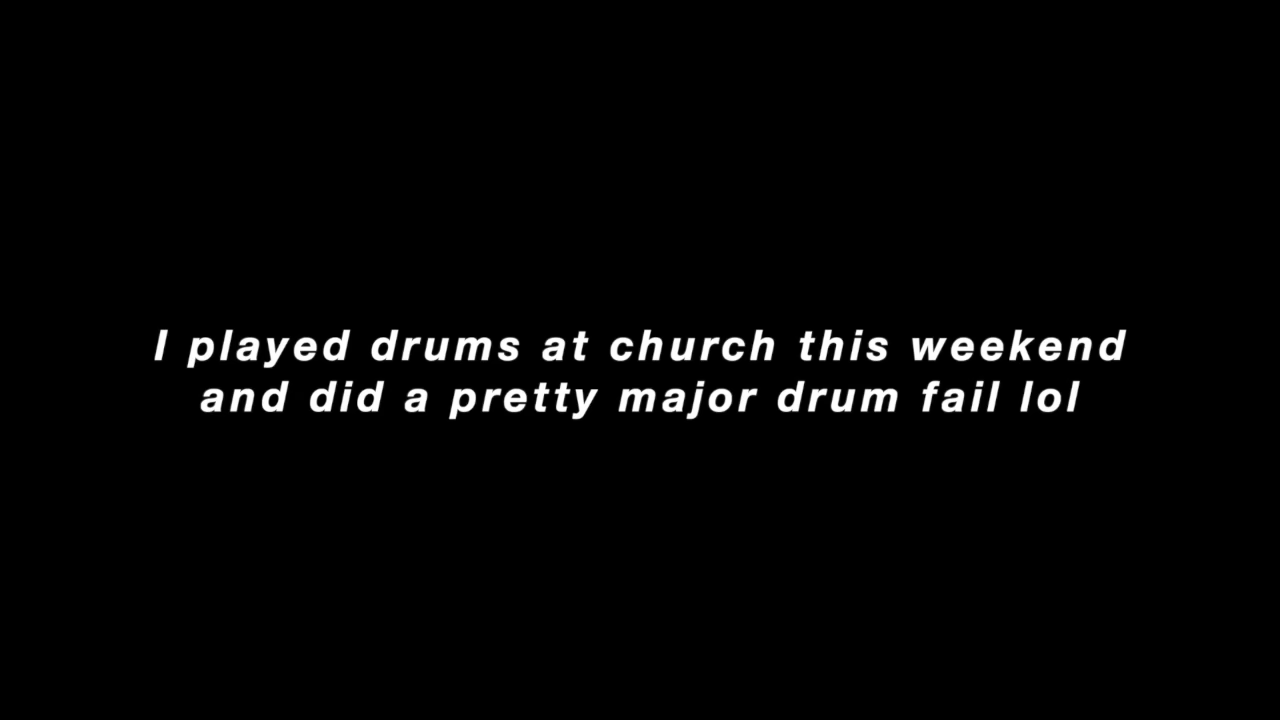 I played drums at church this weekend
and did a pretty major drum fail lol